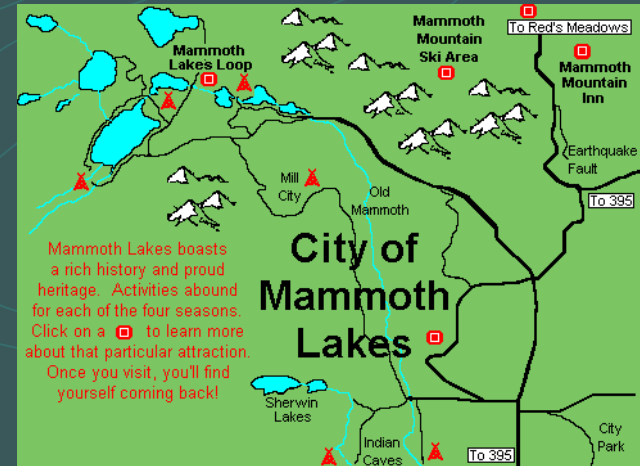 Mammoth
Mountain
Ski Area
To Red's Meadows
Mammoth
Lakes Loop
Mammoth
Mountain
Inn
Earthquake
Fault
To 395
Mill
City
Old
Mammoth
City of
Mammoth
Lakes
Mammoth Lakes boasts
a rich history and proud
heritage. Activities abound
for each of the four seasons.
Click on a to learn more
about that particular attraction.
Once you visit, you'll find
yourself coming back!
Sherwin
Lakes
Indian
Caves
To 395
City
Park